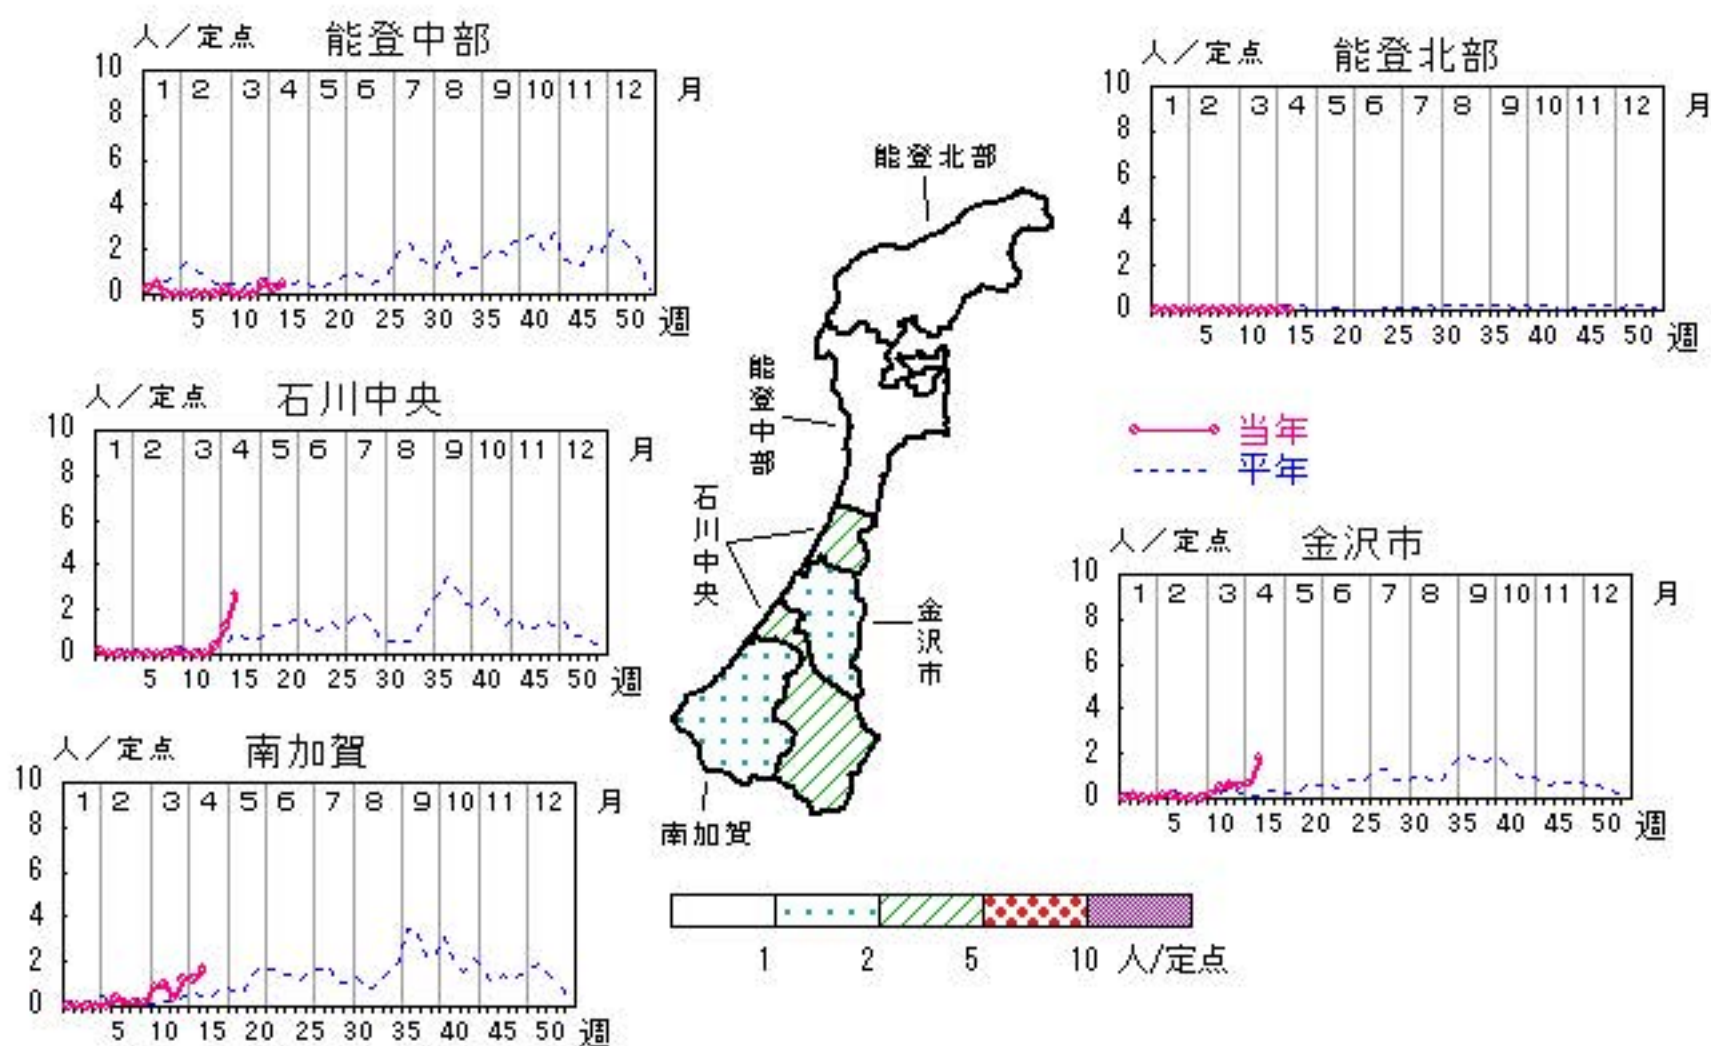 人／定点 能登中部
10 8 6 4 2 0
1 2 3 4 5 6 7 8 9 10 11 12 月
5 10 15 20 25 30 35 40 45 50 週
人／定点 能登北部
10 8 6 4 2 0
1 2 3 4 5 6 7 8 9 10 11 12 月
5 10 15 20 25 30 35 40 45 50 週
人／定点 石川中央
10 8 6 4 2 0
1 2 3 4 5 6 7 8 9 10 11 12 月
5 10 15 20 25 30 35 40 45 50 週
当年
平年
人／定点 金沢市
10 8 6 4 2 0
1 2 3 4 5 6 7 8 9 10 11 12 月
5 10 15 20 25 30 35 40 45 50 週
人／定点 南加賀
10 8 6 4 2 0
1 2 3 4 5 6 7 8 9 10 11 12 月
5 10 15 20 25 30 35 40 45 50 週
能登北部
能登中部
石川中央
金沢市
南加賀
1 2 5 10 人/定点